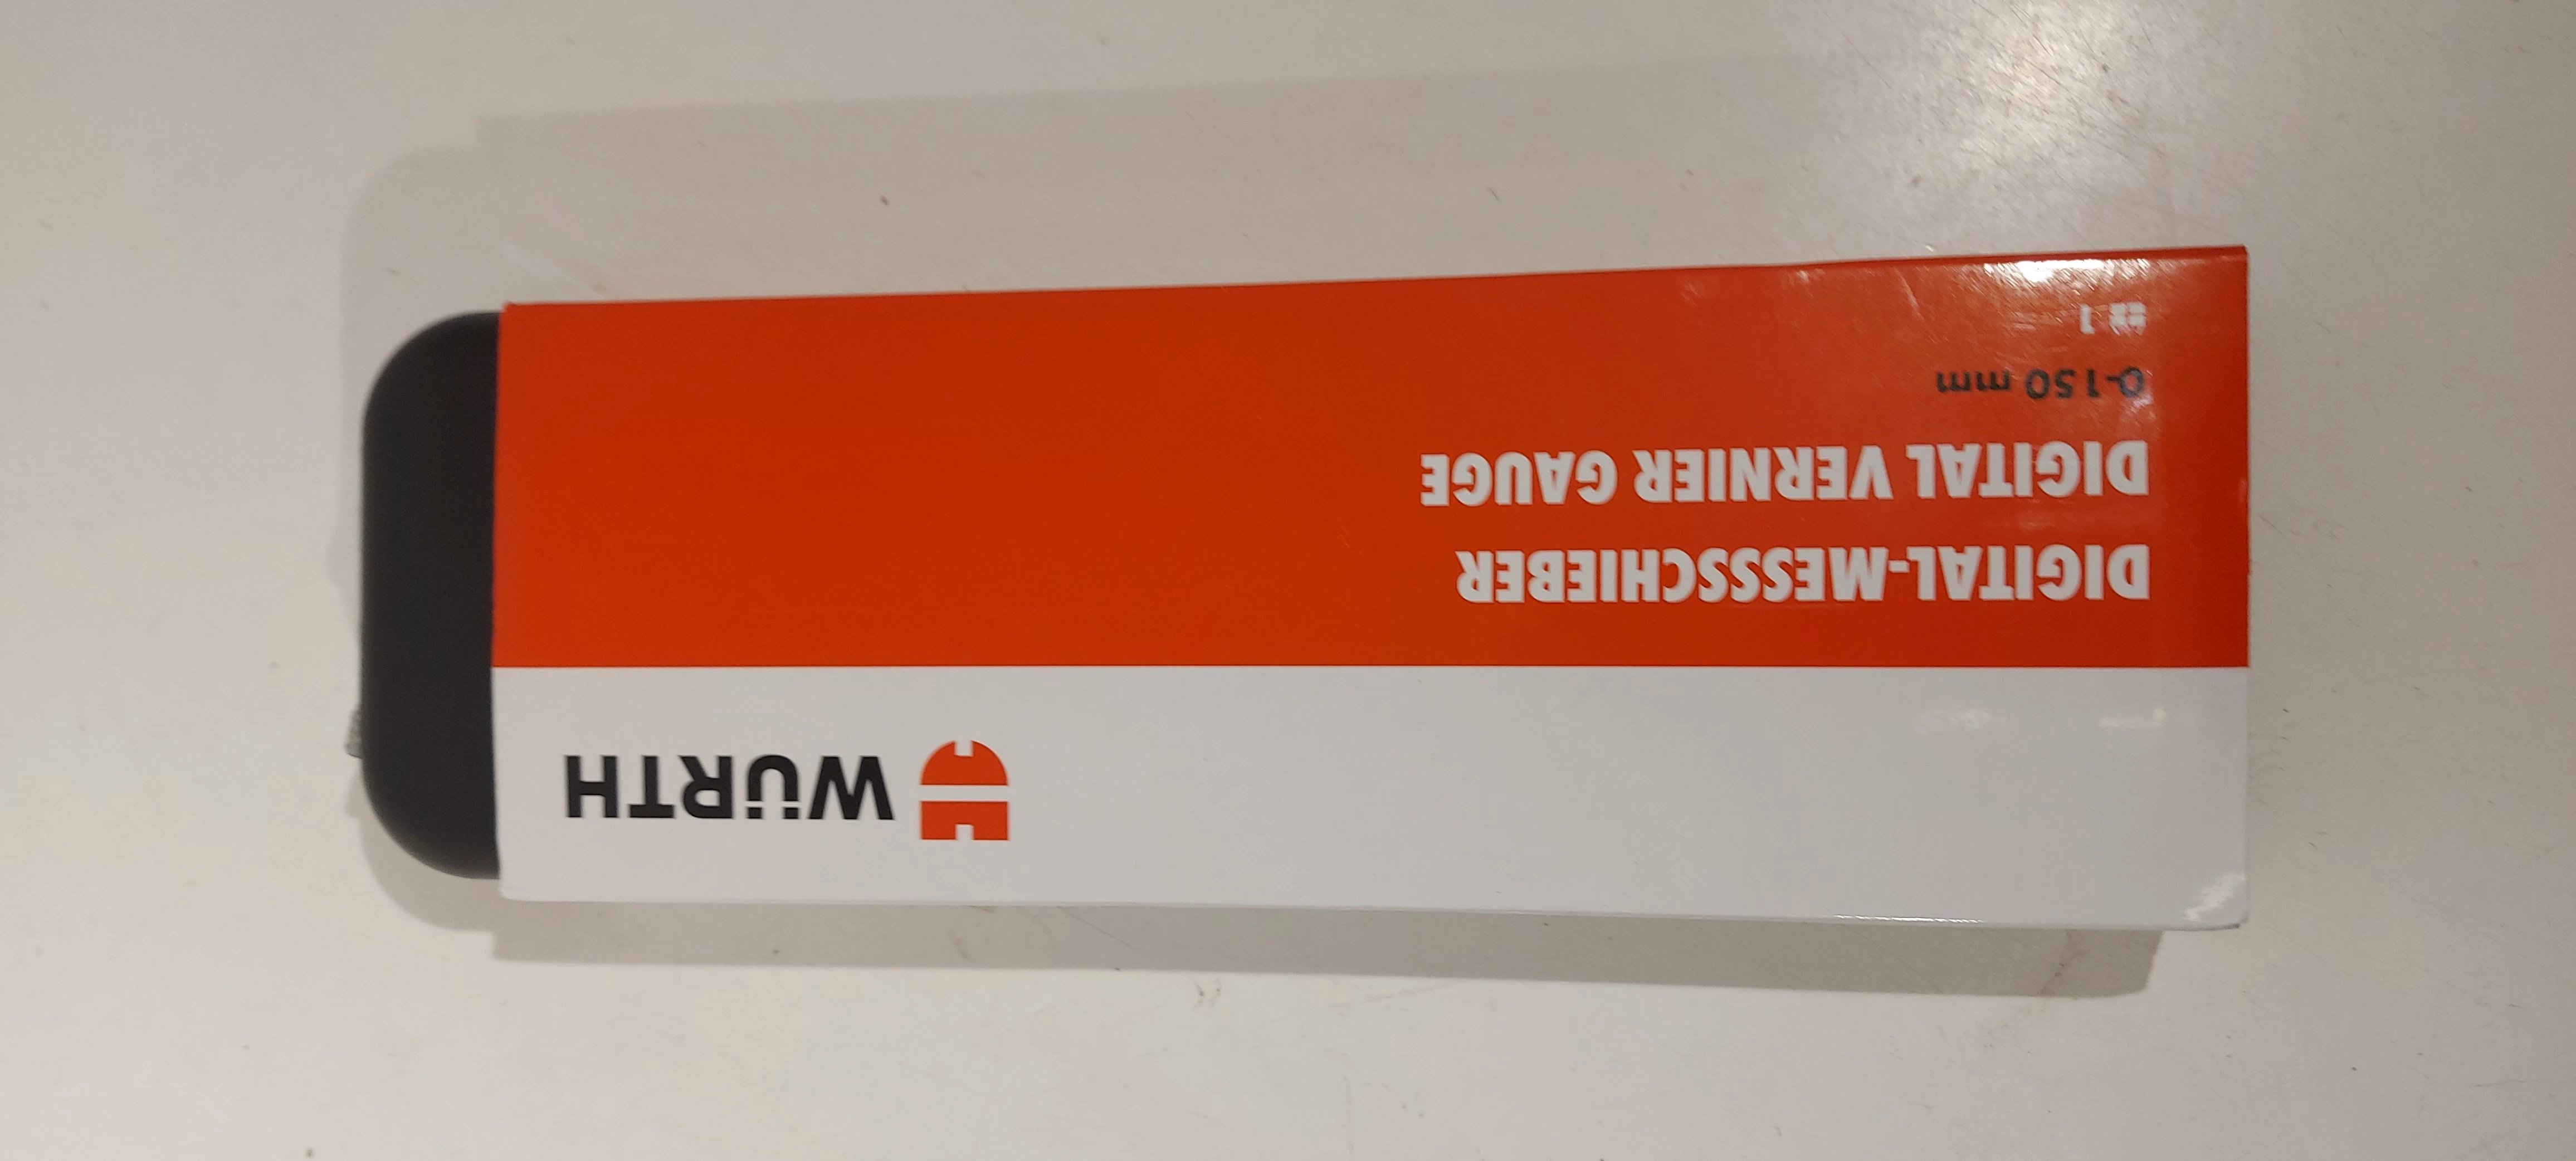 WÜRTH
DIGITAL-MESSSCHIEBER
DIGITAL VERNIER GAUGE
0-150 mm
1